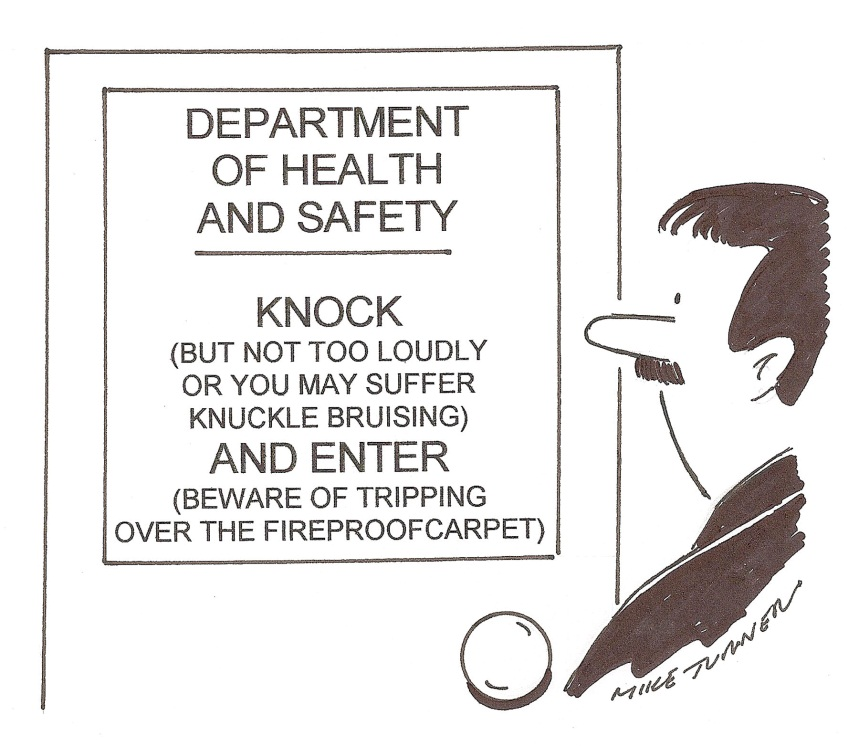 DEPARTMENT
OF HEALTH
AND SAFETY
KNOCK
(BUT NOT TOO LOUDLY
OR YOU MAY SUFFER
KNUCKLE BRUISING)
AND ENTER
(BEWARE OF TRIPPING
OVER THE FIREPROOFCARPET)
MIKE TURNER